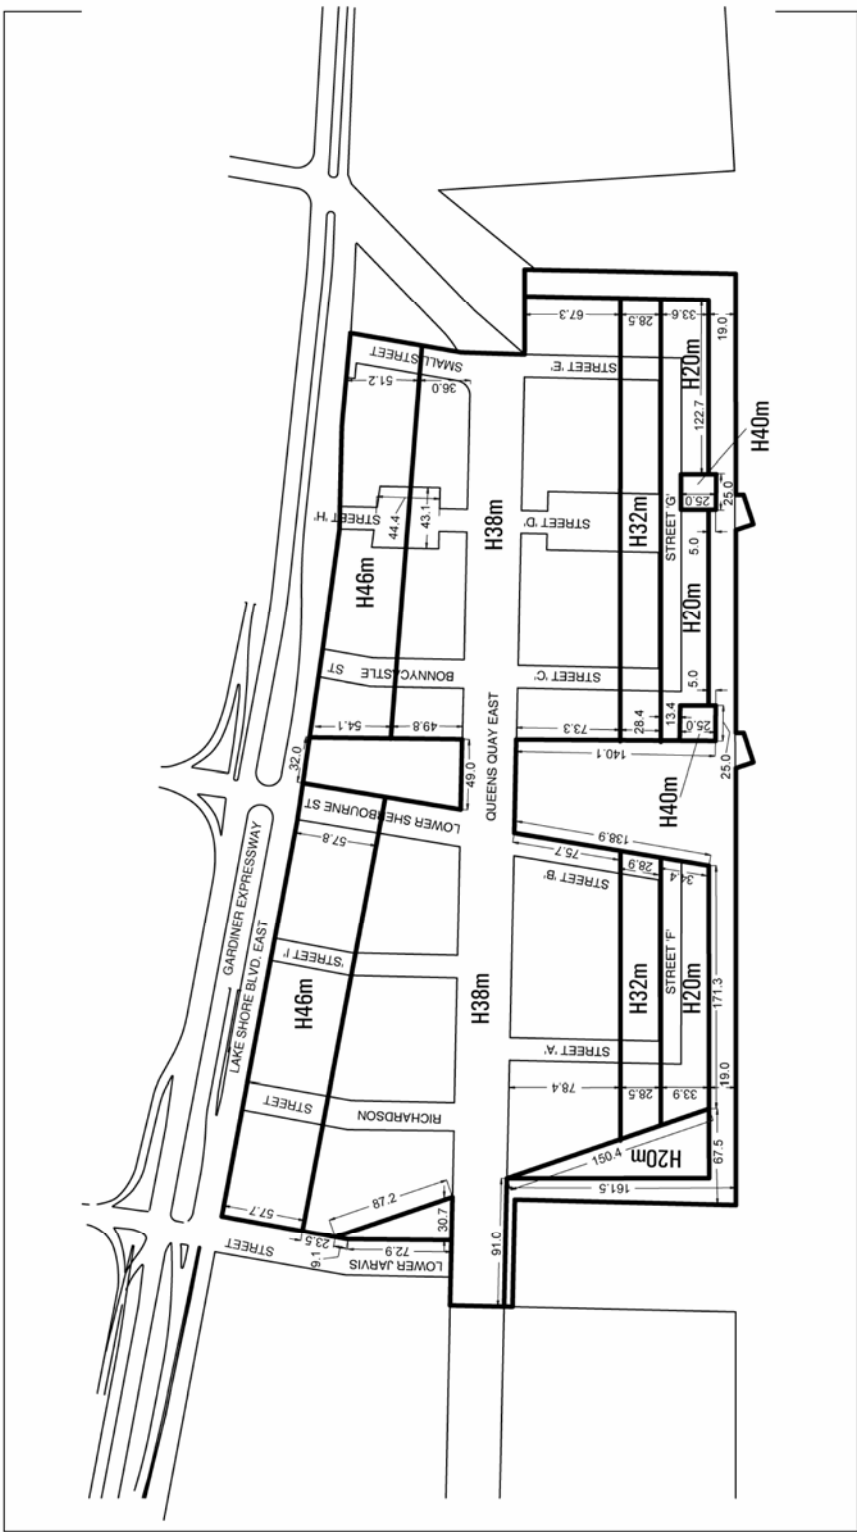 SMALL STREET
51.2
36.0
67.3
28.5
33.6
19.0
STREET 'E'
H20m
122.7
H40m
25.0
25.0
STREET 'H'
44.4
43.1
H38m
STREET 'D'
H32m
STREET 'G'
5.0
H46m
H20m
BONNYCASTLE ST
STREET 'C'
5.0
54.1
49.8
73.3
28.4
13.4
25.0
32.0
49.0
QUEENS QUAY EAST
140.1
25.0
H40m
LOWER SHERBOURNE ST
57.8
138.9
75.7
28.9
34.4
STREET 'B'
GARDINER EXPRESSWAY
LAKE SHORE BLVD. EAST
'STREET I'
H46m
H38m
H32m
STREET 'F'
H20m
171.3
STREET 'A'
RICHARDSON STREET
78.4
28.5
33.9
19.0
57.7
87.2
30.7
150.4
H20m
67.5
161.5
91.0
23.5
9.1
72.9
LOWER JARVIS STREET